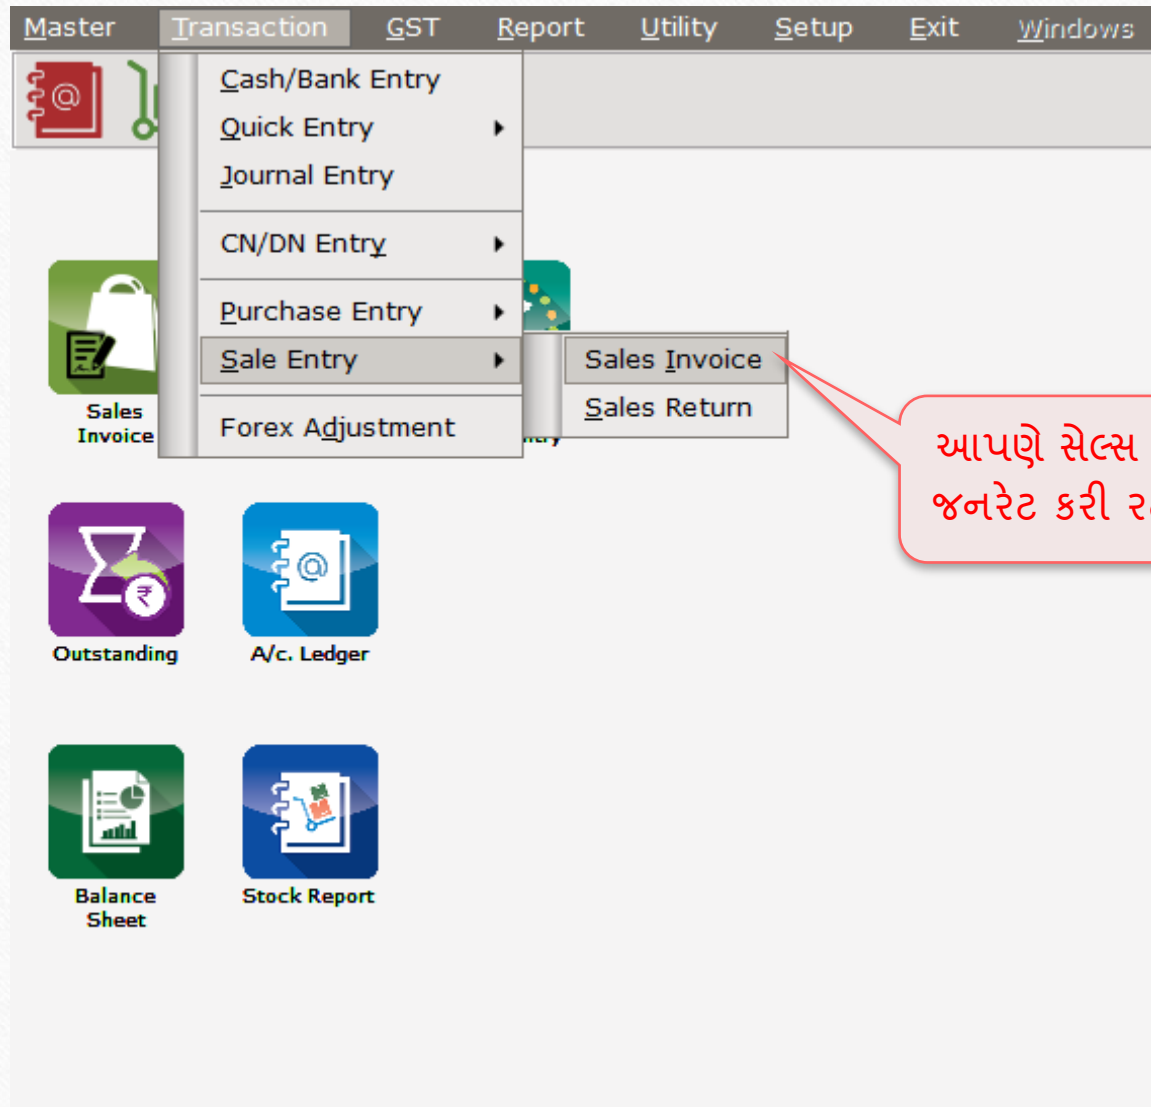 Master Transaction GST Report Utility Setup Exit Windows
Cash/Bank Entry
Quick Entry
Journal Entry
CN/DN Entry
Purchase Entry
Sale Entry
Forex Adjustment
Sales Invoice
Sales Return
આપણે સેલ્સ
જનરેટ કરી
Sales
Invoice
Outstanding
A/c. Ledger
Balance
Sheet
Stock Report